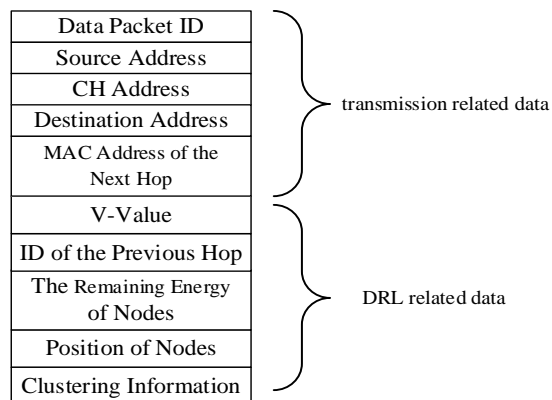 Data Packet ID
Source Address
CH Address
Destination Address
MAC Address of the
Next Hop
transmission related data
V-Value
ID of the Previous Hop
The Remaining Energy
of Nodes
Position of Nodes
Clustering Information
DRL related data